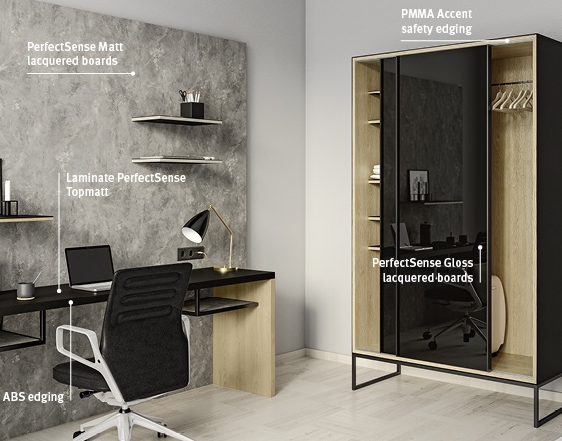 PMMA Accent
safety edging
PerfectSense Matt
lacquered boards
Laminate PerfectSense
Topmatt
PerfectSense Gloss
lacquered boards
ABS edging